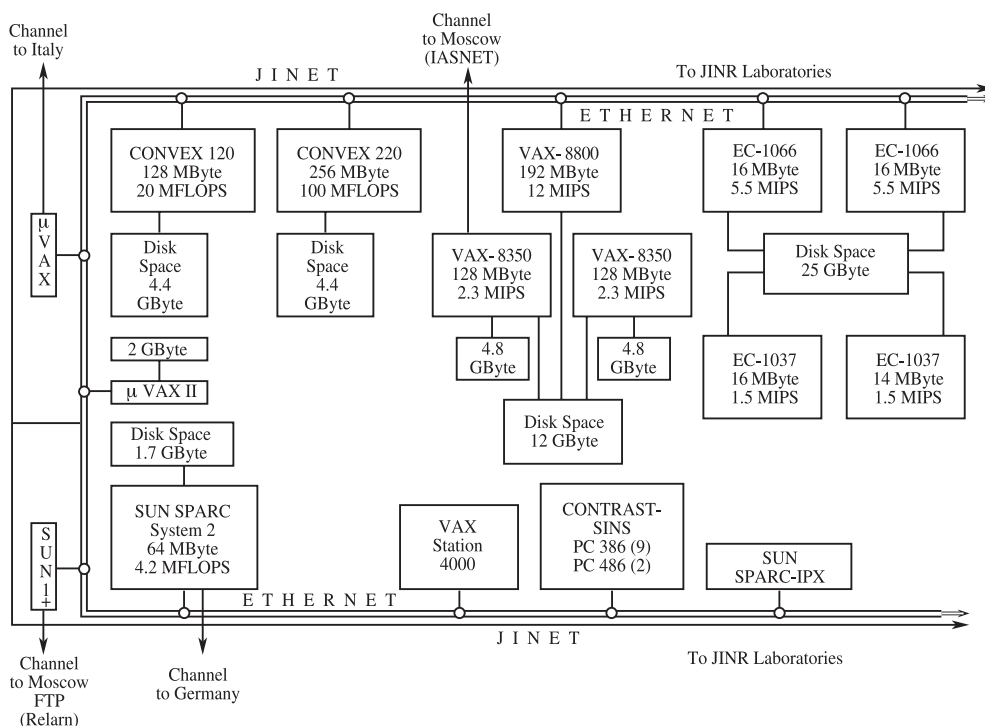 Channel
to Italy
Channel
to Moscow
(IASNET)
To JINR Laboratories
J I N E T
E T H E R N E T
CONVEX 120
128 MByte
20 MFLOPS
CONVEX 220
256 MByte
100 MFLOPS
VAX-8800
192 MByte
12 MIPS
EC-1066
16 MByte
5.5 MIPS
EC-1066
16 MByte
5.5 MIPS
μ VAX
Disk
Space
4.4
GByte
Disk
Space
4.4
GByte
VAX- 8350
128 MByte
2.3 MIPS
VAX- 8350
128 MByte
2.3 MIPS
Disk Space
25 GByte
2 GByte
μ VAX II
4.8
GByte
4.8
GByte
EC-1037
16 MByte
1.5 MIPS
EC-1037
14 MByte
1.5 MIPS
Disk Space
12 GByte
Disk Space
1.7 GByte
SUN SPARC
System 2
64 MByte
4.2 MFLOPS
SUN 1+
VAX
Station
4000
CONTRAST-
SINS
PC 386 (9)
PC 486 (2)
SUN
SPARC-IPX
E T H E R N E T
J I N E T
To JINR Laboratories
Channel
to Moscow
FTP
(Relarn)
Channel
to Germany